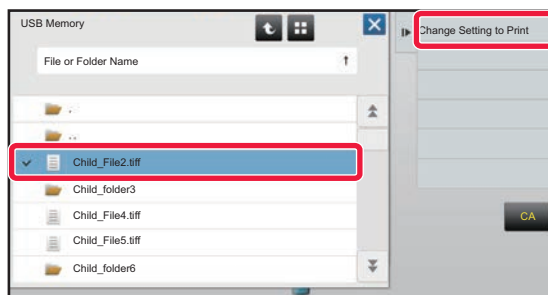 USB Memory
File or Folder Name
.
..
Child_File2.tiff
Child_folder3
Child_File4.tiff
Child_File5.tiff
Child_folder6
Change Setting to Print
CA